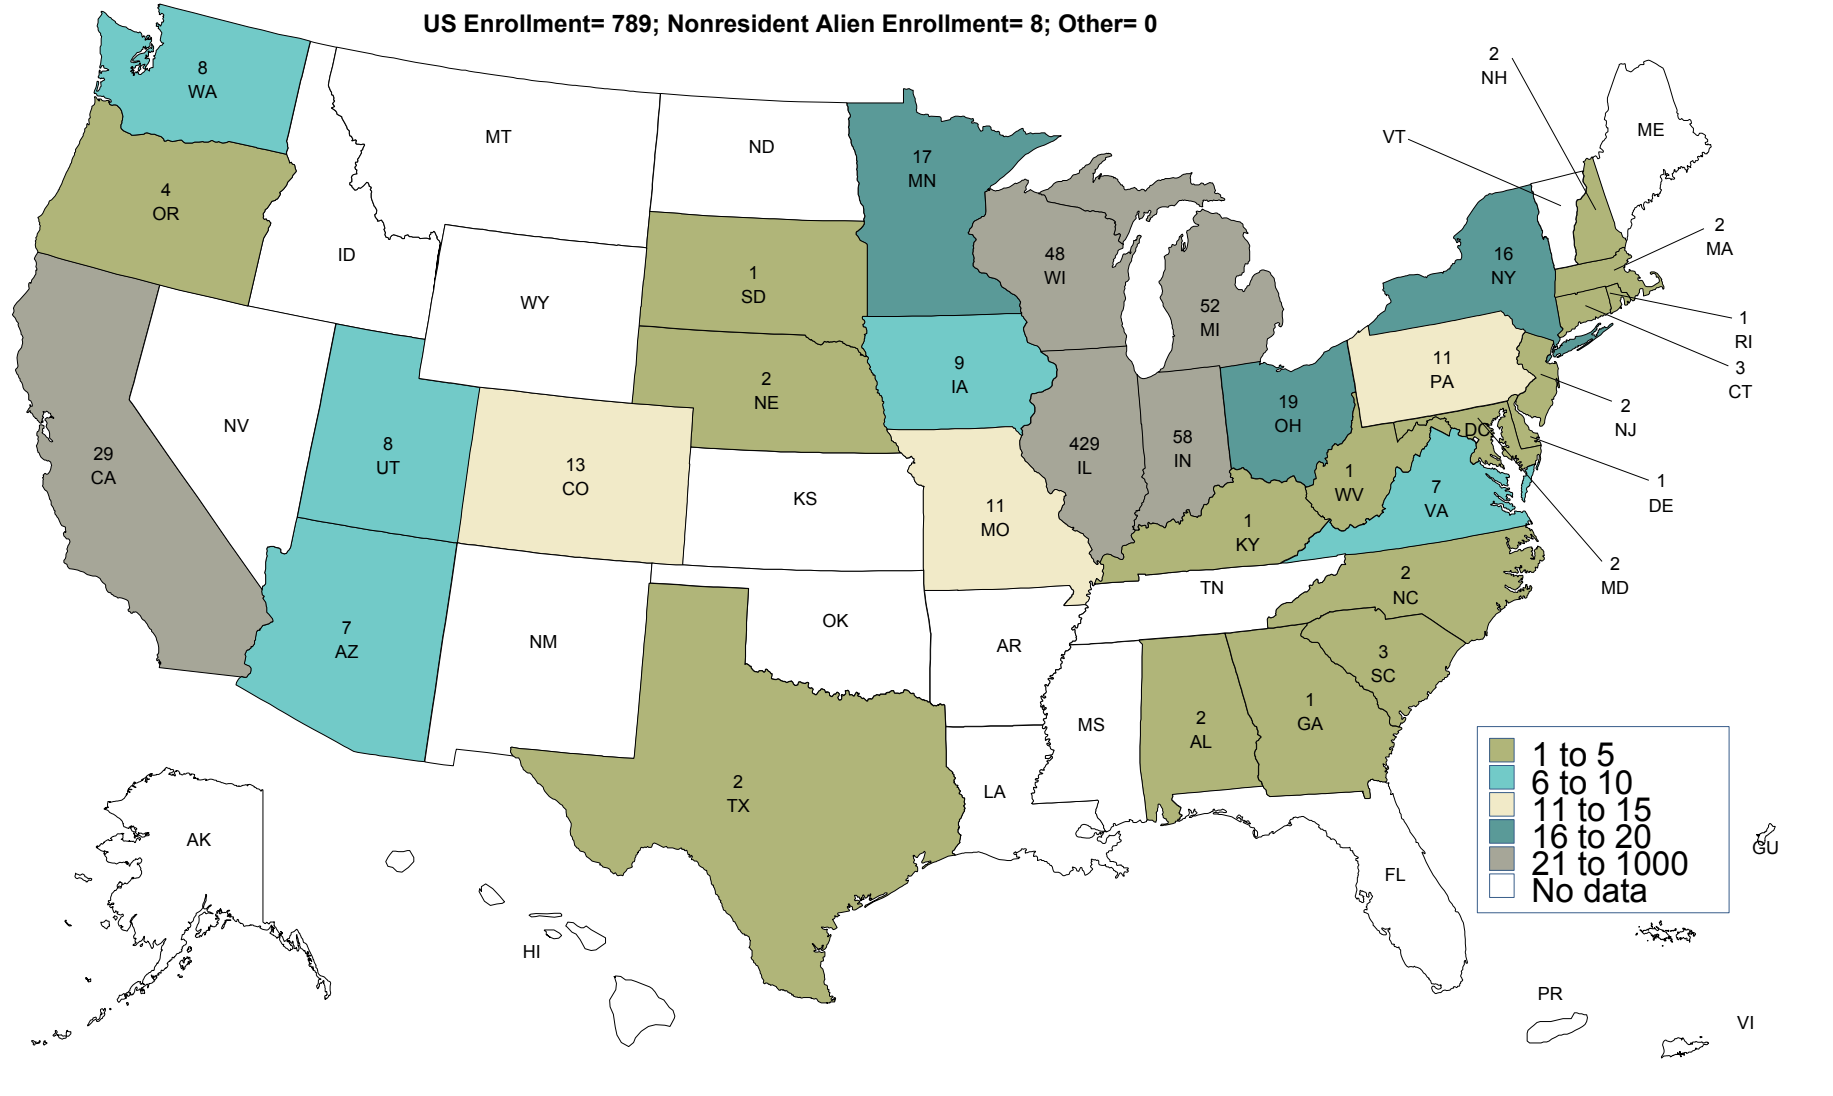 US Enrollment= 789; Nonresident Alien Enrollment= 8; Other= 0
8
WA
4
OR
29
CA
NV
ID
MT
WY
8
UT
7
AZ
13
CO
NM
ND
1
SD
2
NE
KS
OK
2
TX
17
MN
9
IA
11
MO
AR
LA
48
WI
429
IL
52
MI
58
IN
19
OH
1
KY
TN
MS
2
AL
1
GA
FL
3
SC
2
NC
7
VA
1
WV
DC
11
PA
16
NY
VT
2
NH
ME
2
MA
1
RI
3
CT
2
NJ
1
DE
2
MD
AK
HI
GU
PR
VI
1 to 5
6 to 10
11 to 15
16 to 20
21 to 1000
No data